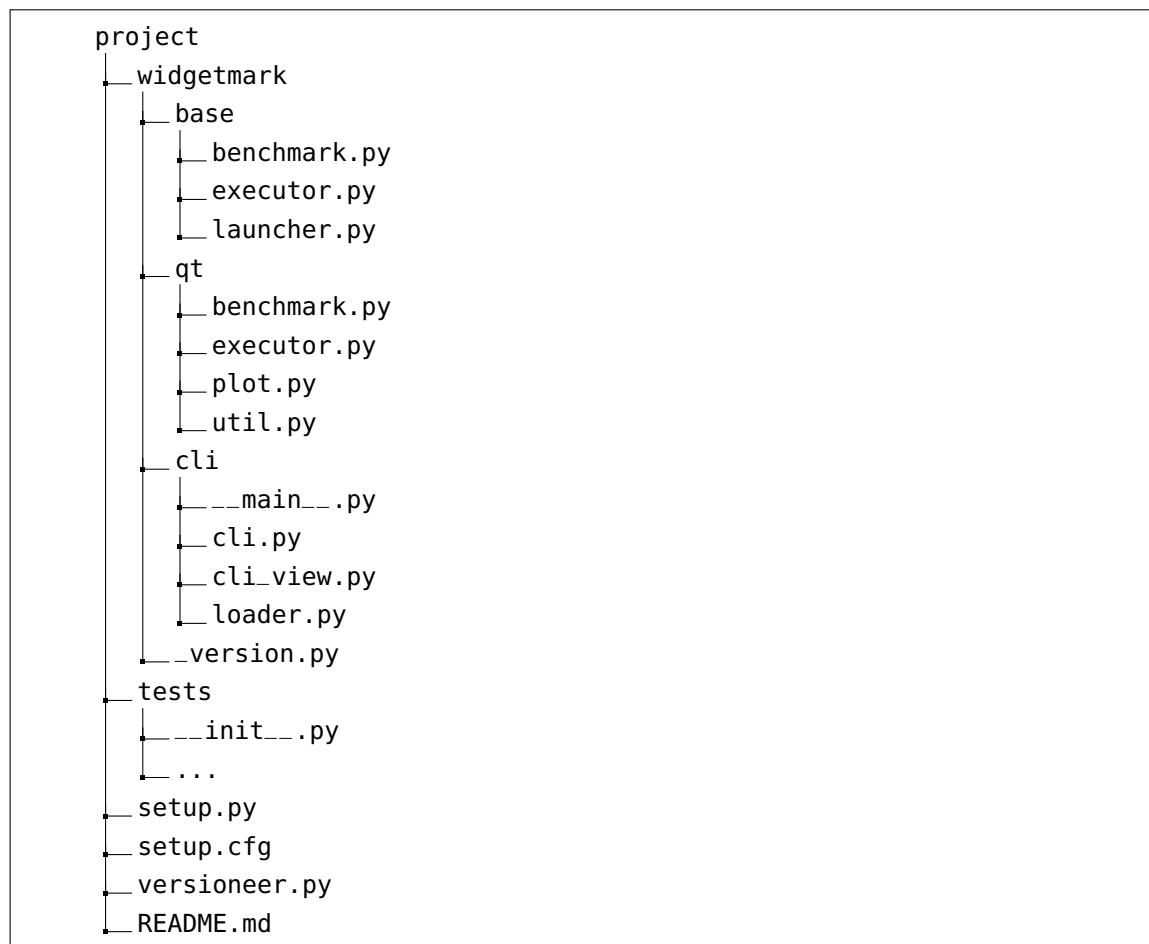 project
widgetmark
base
benchmark.py
executor.py
launcher.py
qt
benchmark.py
executor.py
plot.py
util.py
cli
__main__.py
cli.py
cli_view.py
loader.py
_version.py
tests
__init__.py
...
setup.py
setup.cfg
versioneer.py
README.md